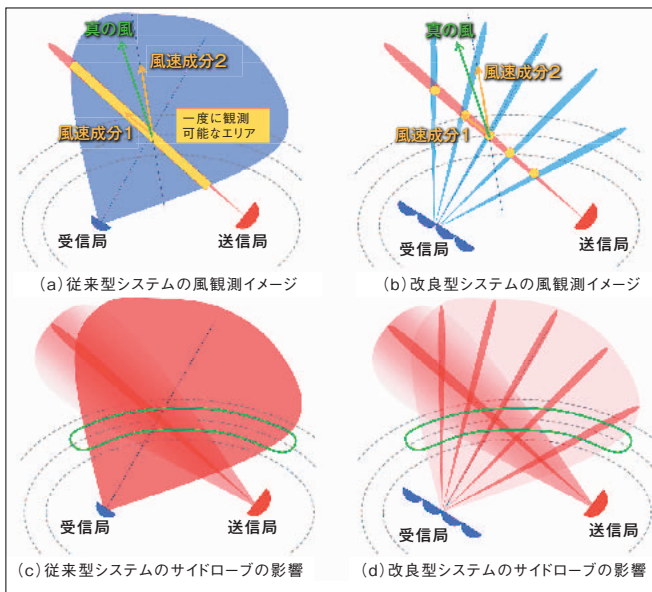 真の風
風速成分2
一度に観測
可能なエリア
風速成分1
受信局
送信局
(a)従来型システムの風観測イメージ
真の風
風速成分2
風速成分1
受信局
送信局
(b)改良型システムの風観測イメージ
受信局
送信局
(c)従来型システムのサイドローブの影響
受信局
送信局
(d)改良型システムのサイドローブの影響